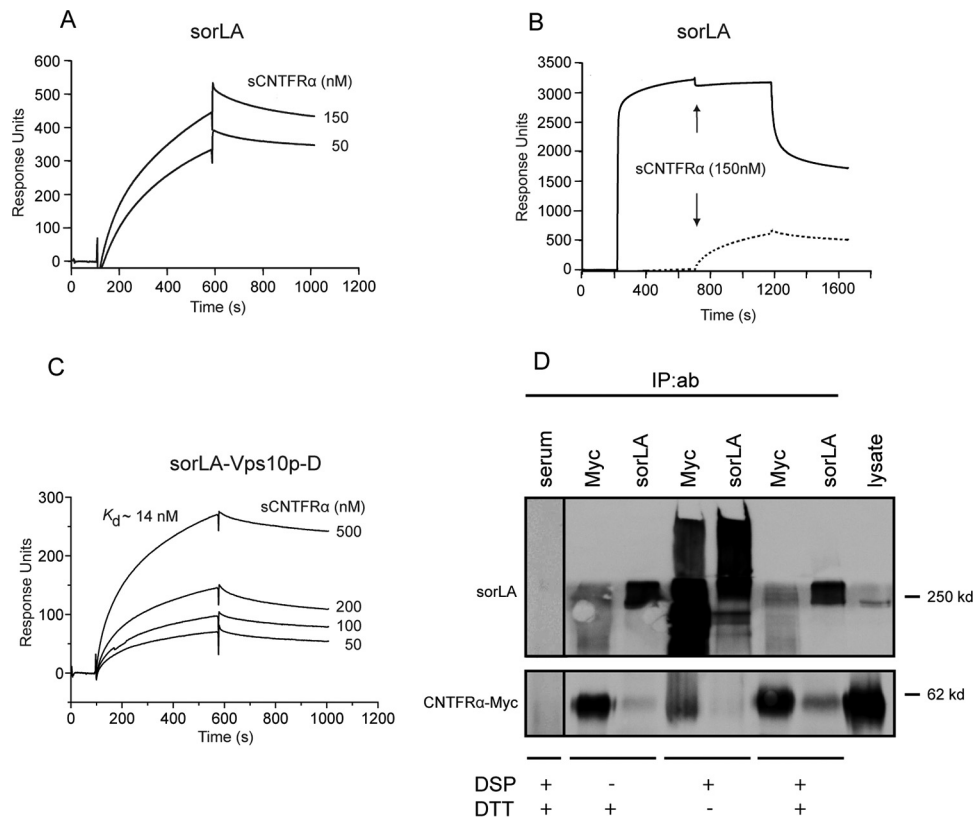 A
sorLA
600
500
400
300
200
100
0
Response Units
sCNTFRα (nM)
150
50
0 200 400 600 800 1000 1200
Time (s)
B
sorLA
3500
3000
2500
2000
1500
1000
500
0
Response Units
sCNTFRα (150nM)
0 400 800 1200 1600
Time (s)
C
sorLA-Vps10p-D
300
200
100
0
Response Units
Kd~ 14 nM
sCNTFRα (nM)
500
200
100
50
0 200 400 600 800 1000 1200
Time (s)
D
IP:ab
serum Myc sorLA Myc sorLA Myc sorLA lysate
sorLA
250 kd
CNTFRα-Myc
62 kd
DSP + - + +
DTT + + - +